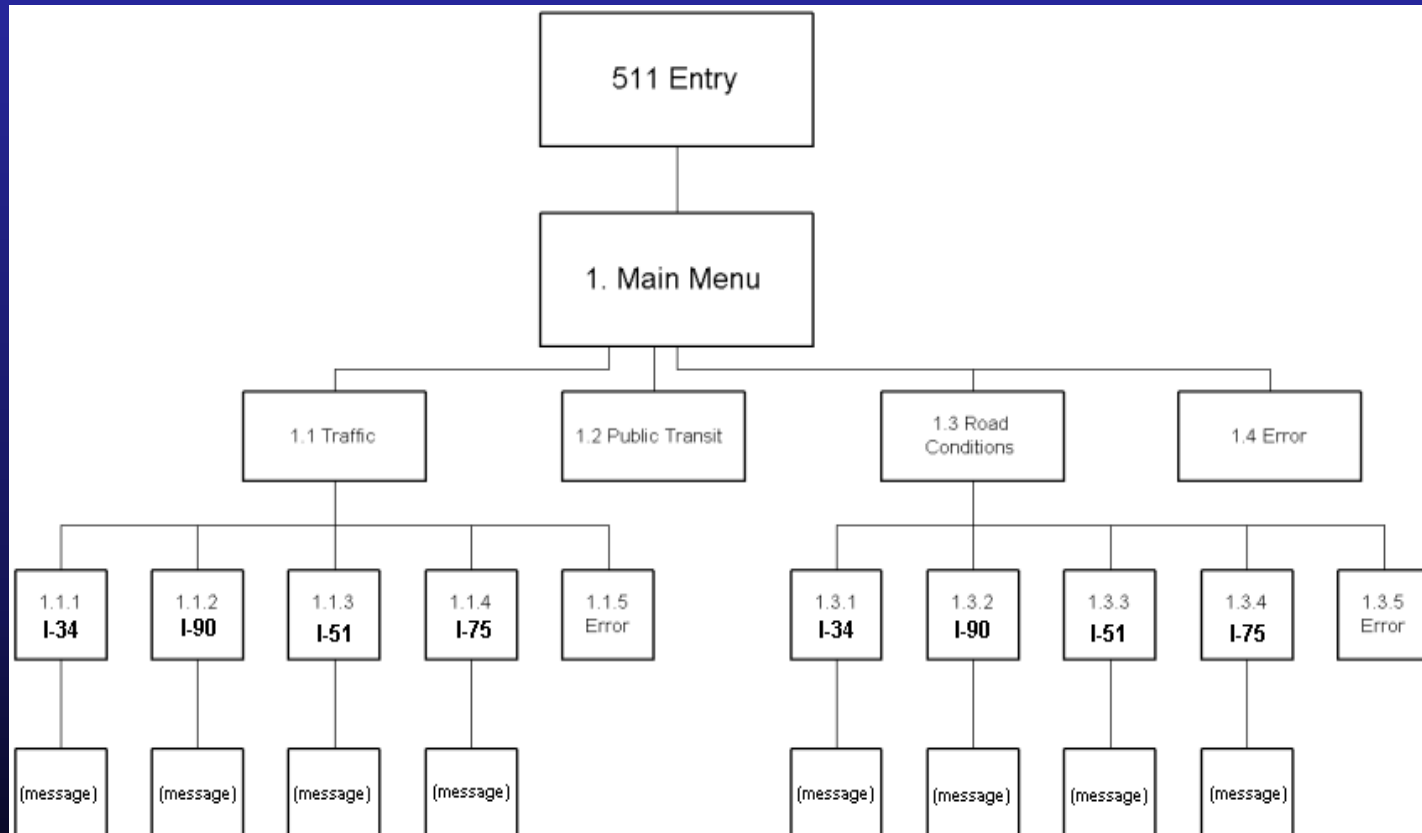 511 Entry
1. Main Menu
1.1 Traffic
1.2 Public Transit
1.3 Road
Conditions
1.4 Error
1.1.1
I-34
1.1.2
I-90
1.1.3
I-51
1.1.4
I-75
1.1.5
Error
1.3.1
I-34
1.3.2
I-90
1.3.3
I-51
1.3.4
I-75
1.3.5
Error
(message)
(message)
(message)
(message)
(message)
(message)
(message)
(message)